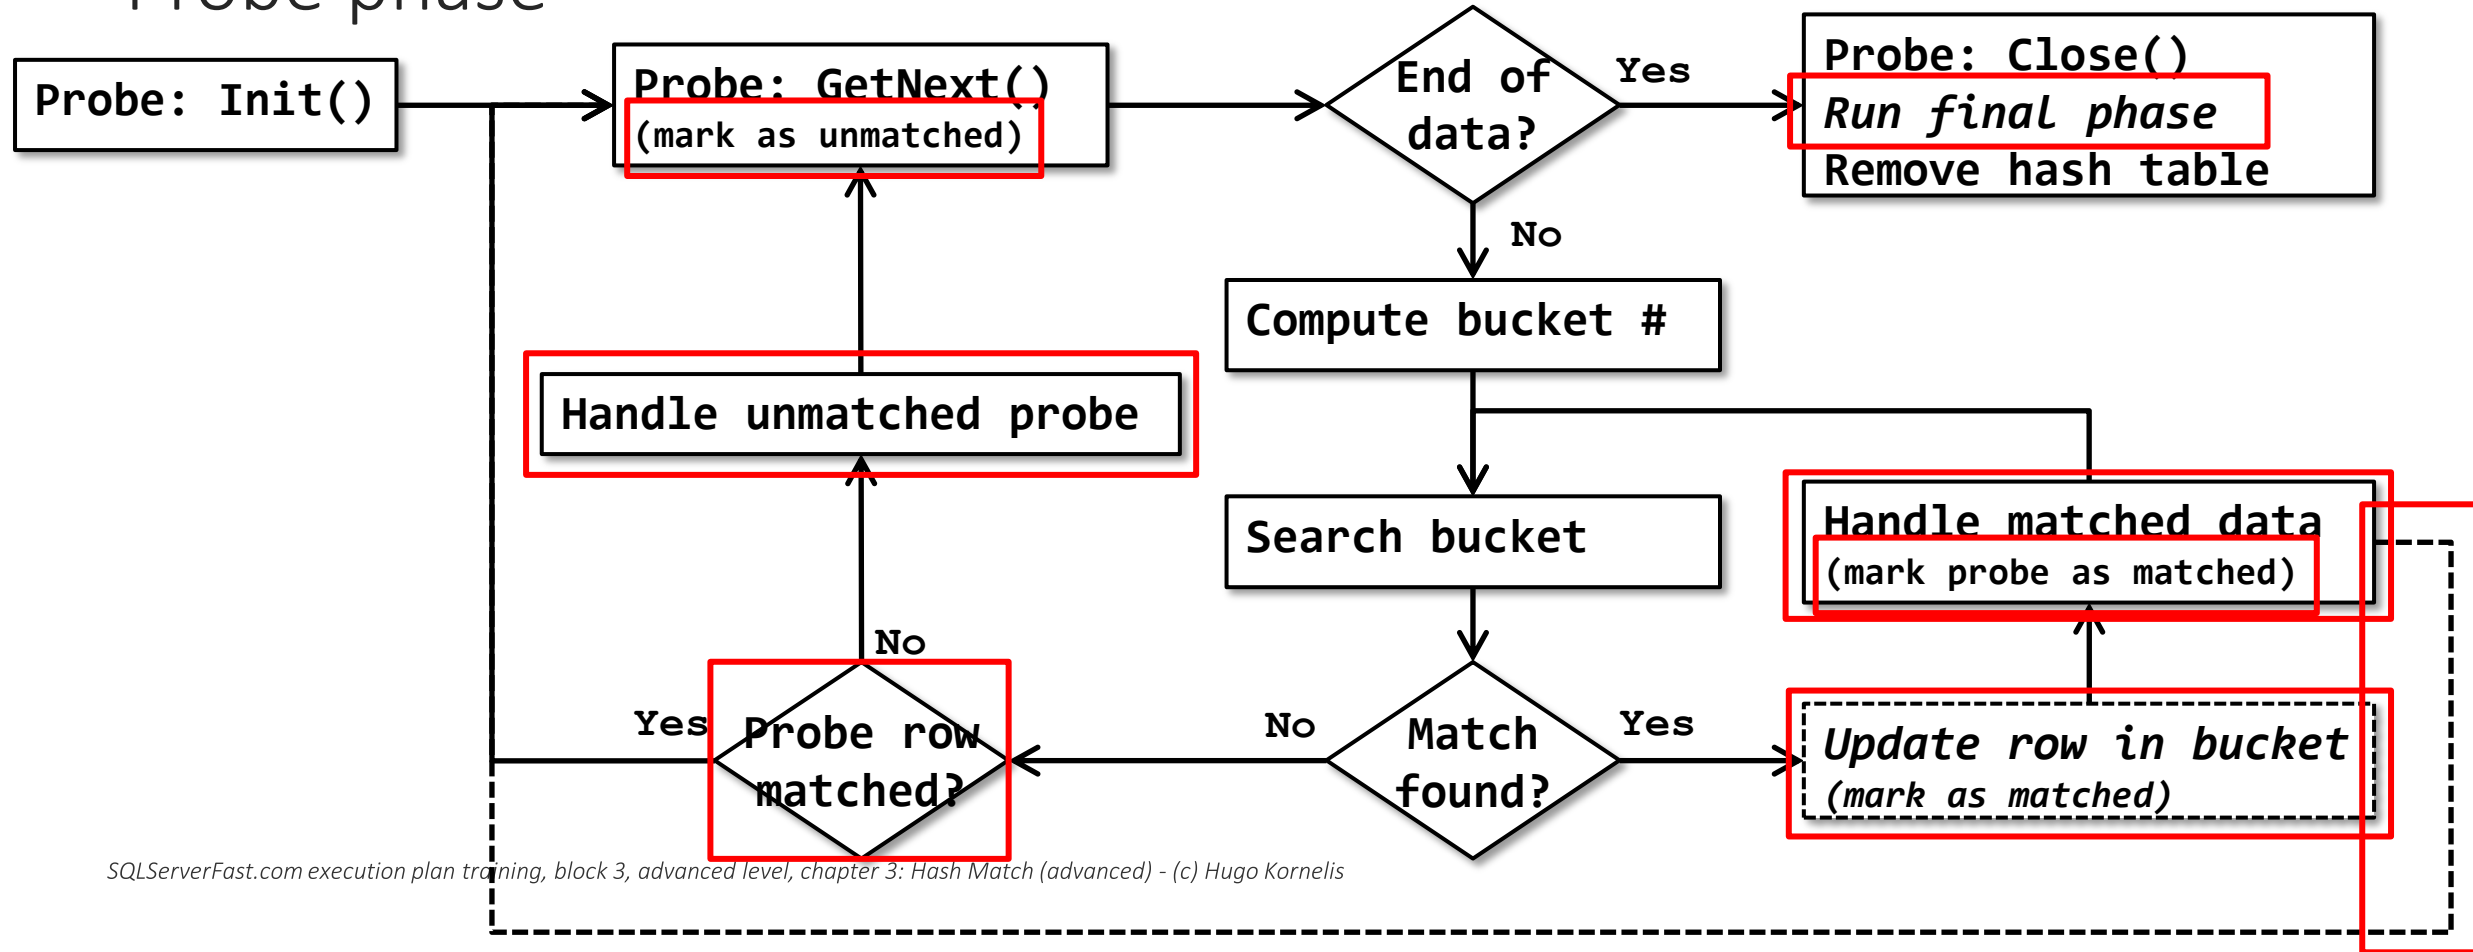 Probe phase
Probe: Init()
Probe: GetNext()
(mark as unmatched)
End of
data?
Yes
Probe: Close()
Run final phase
Remove hash table
No
Compute bucket #
Handle unmatched probe
Search bucket
Handle matched data
(mark probe as matched)
No
Yes
Probe row
matched?
No
Match
found?
Yes
Update row in bucket
(mark as matched)
SQLServerFast.com execution plan training, block 3, advanced level, chapter 3: Hash Match (advanced) - (c) Hugo Kornelis